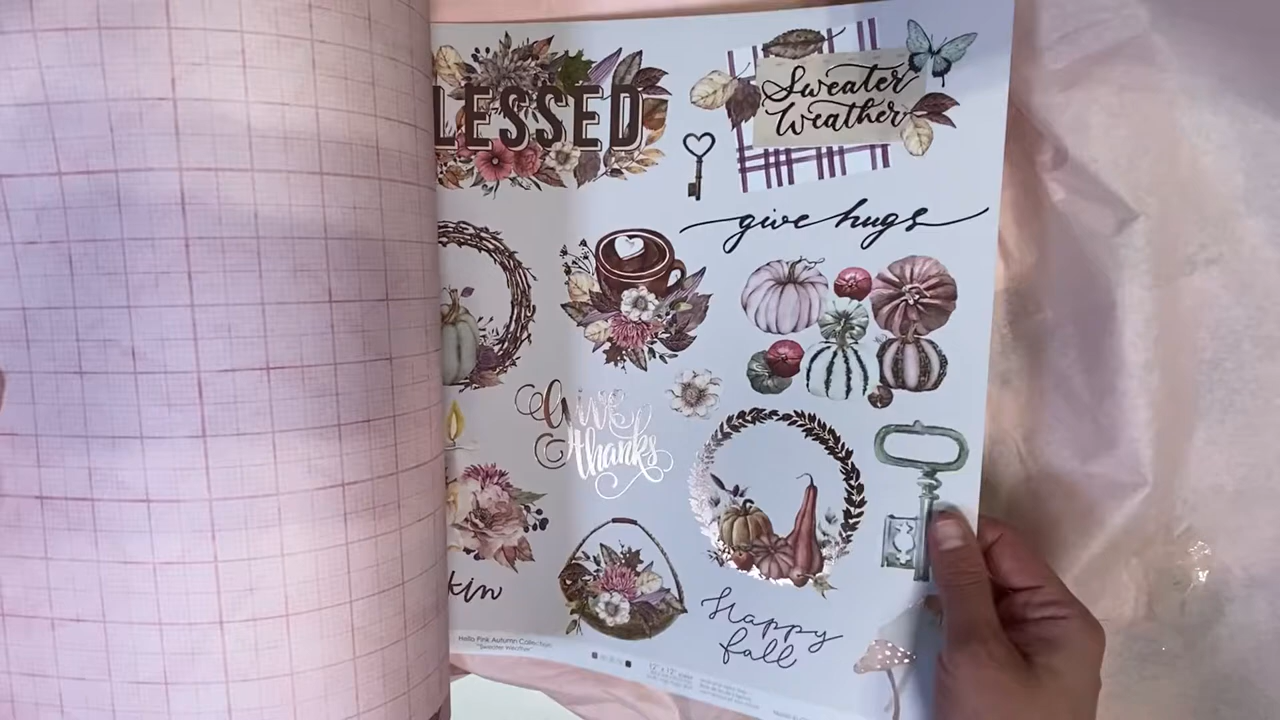 LESSED
Sweater
Weather
give hugs
Give
thanks
kin
Happy
fall
Hello Pink Autumn Collection
"Sweater Weather"
12" x 12"